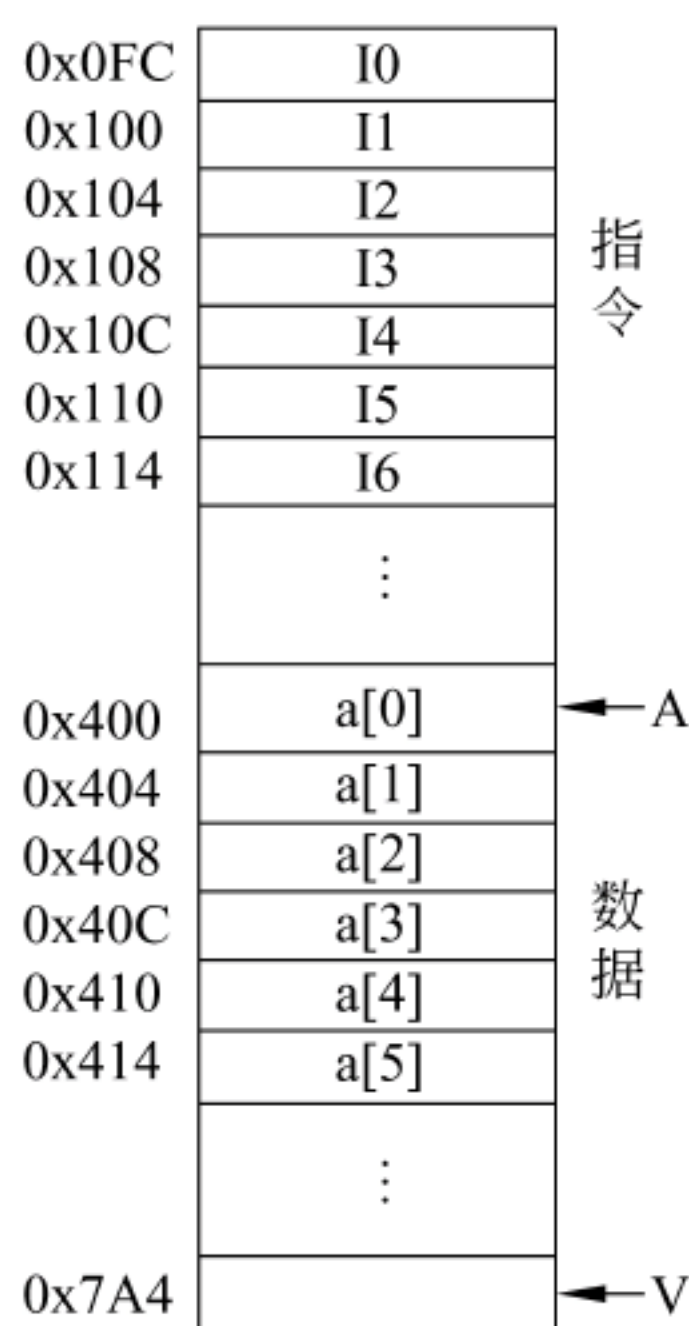 0x0FC I0
0x100 I1
0x104 I2
0x108 I3
0x10C I4
0x110 I5
0x114 I6
指令
⋮
0x400 a[0] A
0x404 a[1]
0x408 a[2]
0x40C a[3]
0x410 a[4]
0x414 a[5]
数据
⋮
0x7A4 V